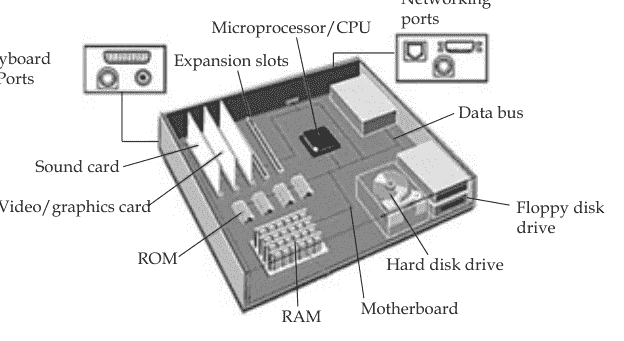 Networking
ports
Microprocessor/CPU
Expansion slots
yboard
Ports
Data bus
Sound card
Video/graphics card
Floppy disk
drive
ROM
Hard disk drive
RAM
Motherboard